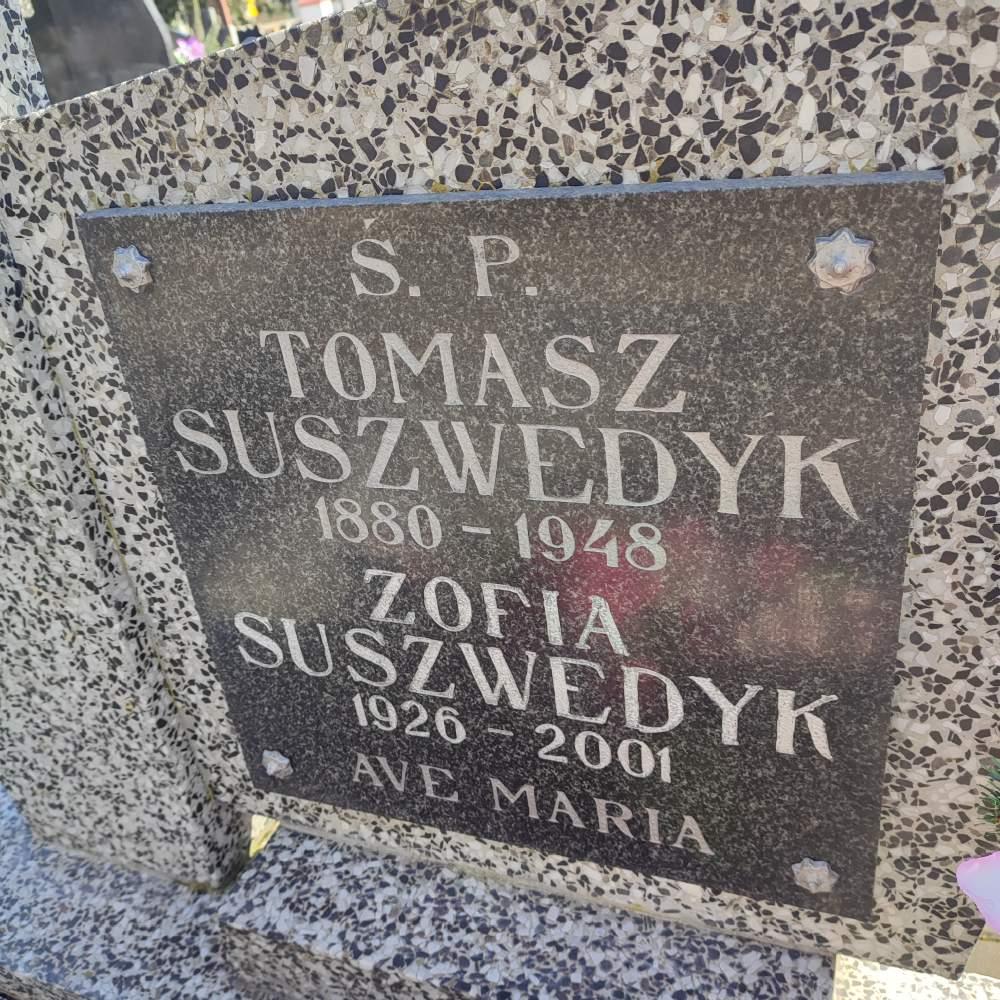 Ś. P.
TOMASZ
SUSZWEDYK
1880 - 1948
ZOFIA
SUSZWEDYK
1926 - 2001
AVE MARIA